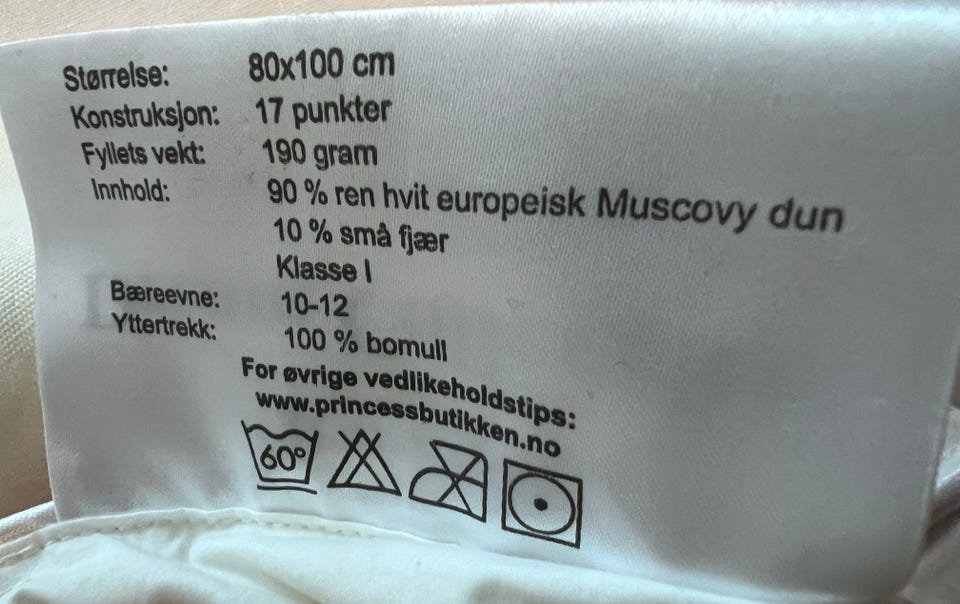 Størrelse: 80x100 cm
Konstruksjon: 17 punkter
Fyllets vekt: 190 gram
Innhold: 90 % ren hvit europeisk Muscovy dun
10 % små fjær
Klasse I
Bæreevne: 10-12
Yttertrekk: 100 % bomull
For øvrige vedlikeholdstips:
www.princessbutikken.no
60°